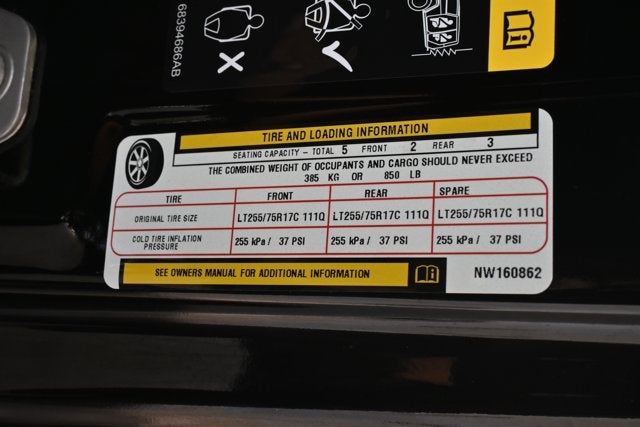 68394686AB
TIRE AND LOADING INFORMATION
SEATING CAPACITY - TOTAL 5 FRONT 2 REAR 3
THE COMBINED WEIGHT OF OCCUPANTS AND CARGO SHOULD NEVER EXCEED
385 KG OR 850 LB
TIRE FRONT REAR SPARE
ORIGINAL TIRE SIZE LT255/75R17C 111Q LT255/75R17C 111Q LT255/75R17C 111Q
COLD TIRE INFLATION
PRESSURE 255 kPa / 37 PSI 255 kPa / 37 PSI 255 kPa / 37 PSI
SEE OWNERS MANUAL FOR ADDITIONAL INFORMATION
NW160862